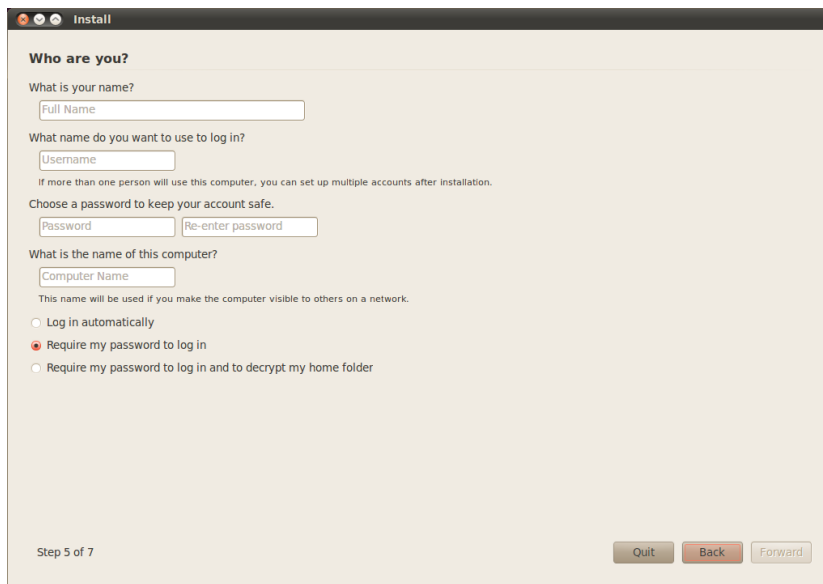 Install
Who are you?
What is your name?
Full Name
What name do you want to use to log in?
Username
If more than one person will use this computer, you can set up multiple accounts after installation.
Choose a password to keep your account safe.
Password Re-enter password
What is the name of this computer?
Computer Name
This name will be used if you make the computer visible to others on a network.
Log in automatically
Require my password to log in
Require my password to log in and to decrypt my home folder
Step 5 of 7 Quit Back Forward